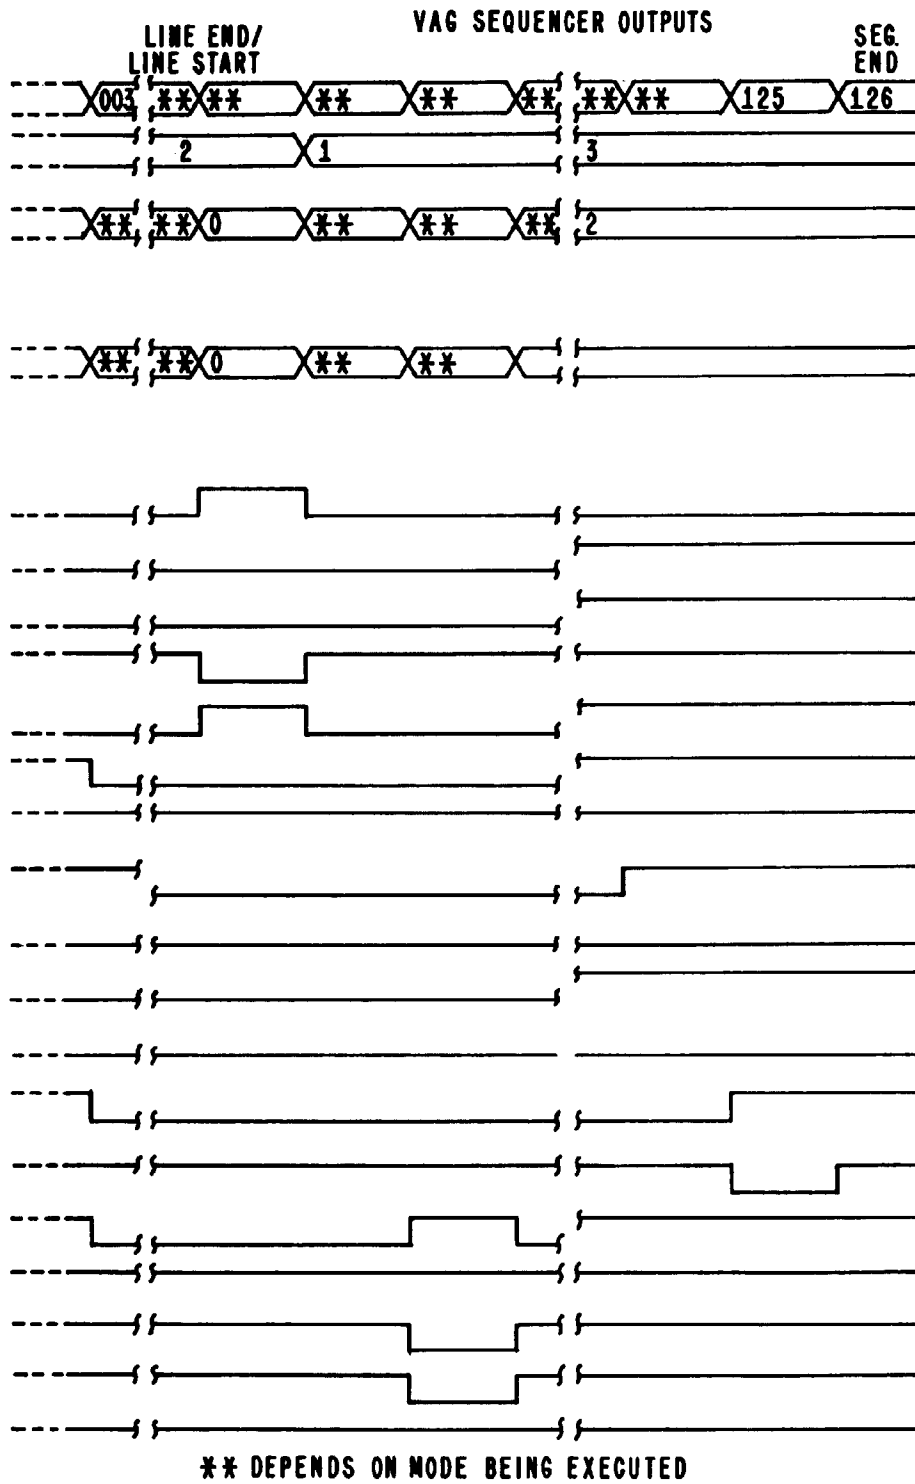 VAG SEQUENCER OUTPUTS
LINE END/
LINE START
SEG.
END
003 ** ** ** ** ** ** ** 125 126
2 1 3
** ** 0 ** ** ** 2
** ** 0 ** **
** DEPENDS ON MODE BEING EXECUTED